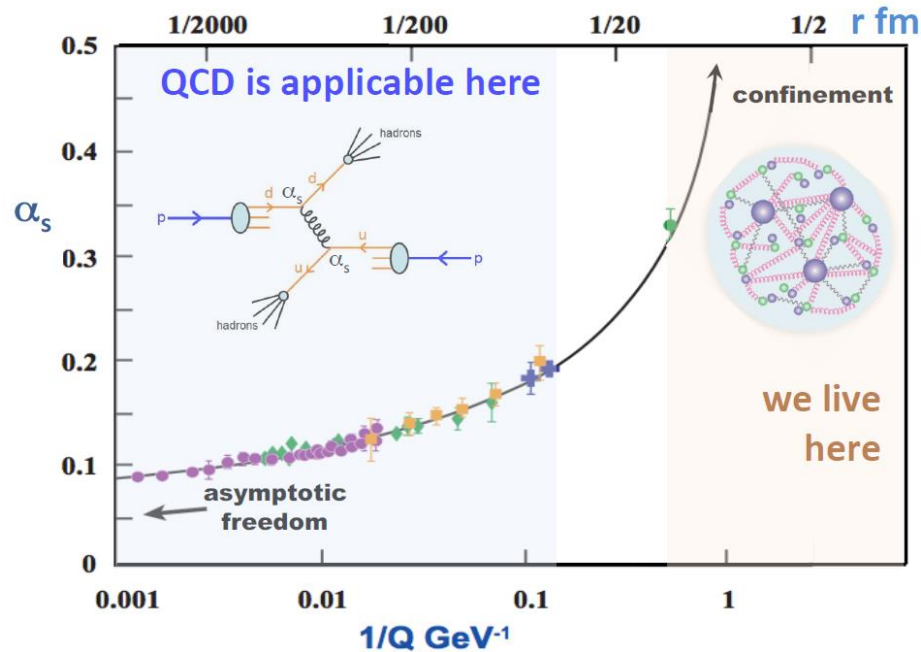 1/2000 1/200 1/20 1/2 r fm
0.5
QCD is applicable here
confinement
hadrons
0.4
d
d
αs
αs
p
0.3
u
αs
p
u
hadrons
0.2
we live
here
0.1
asymptotic
freedom
0
0.001 0.01 0.1 1
1/Q GeV⁻¹